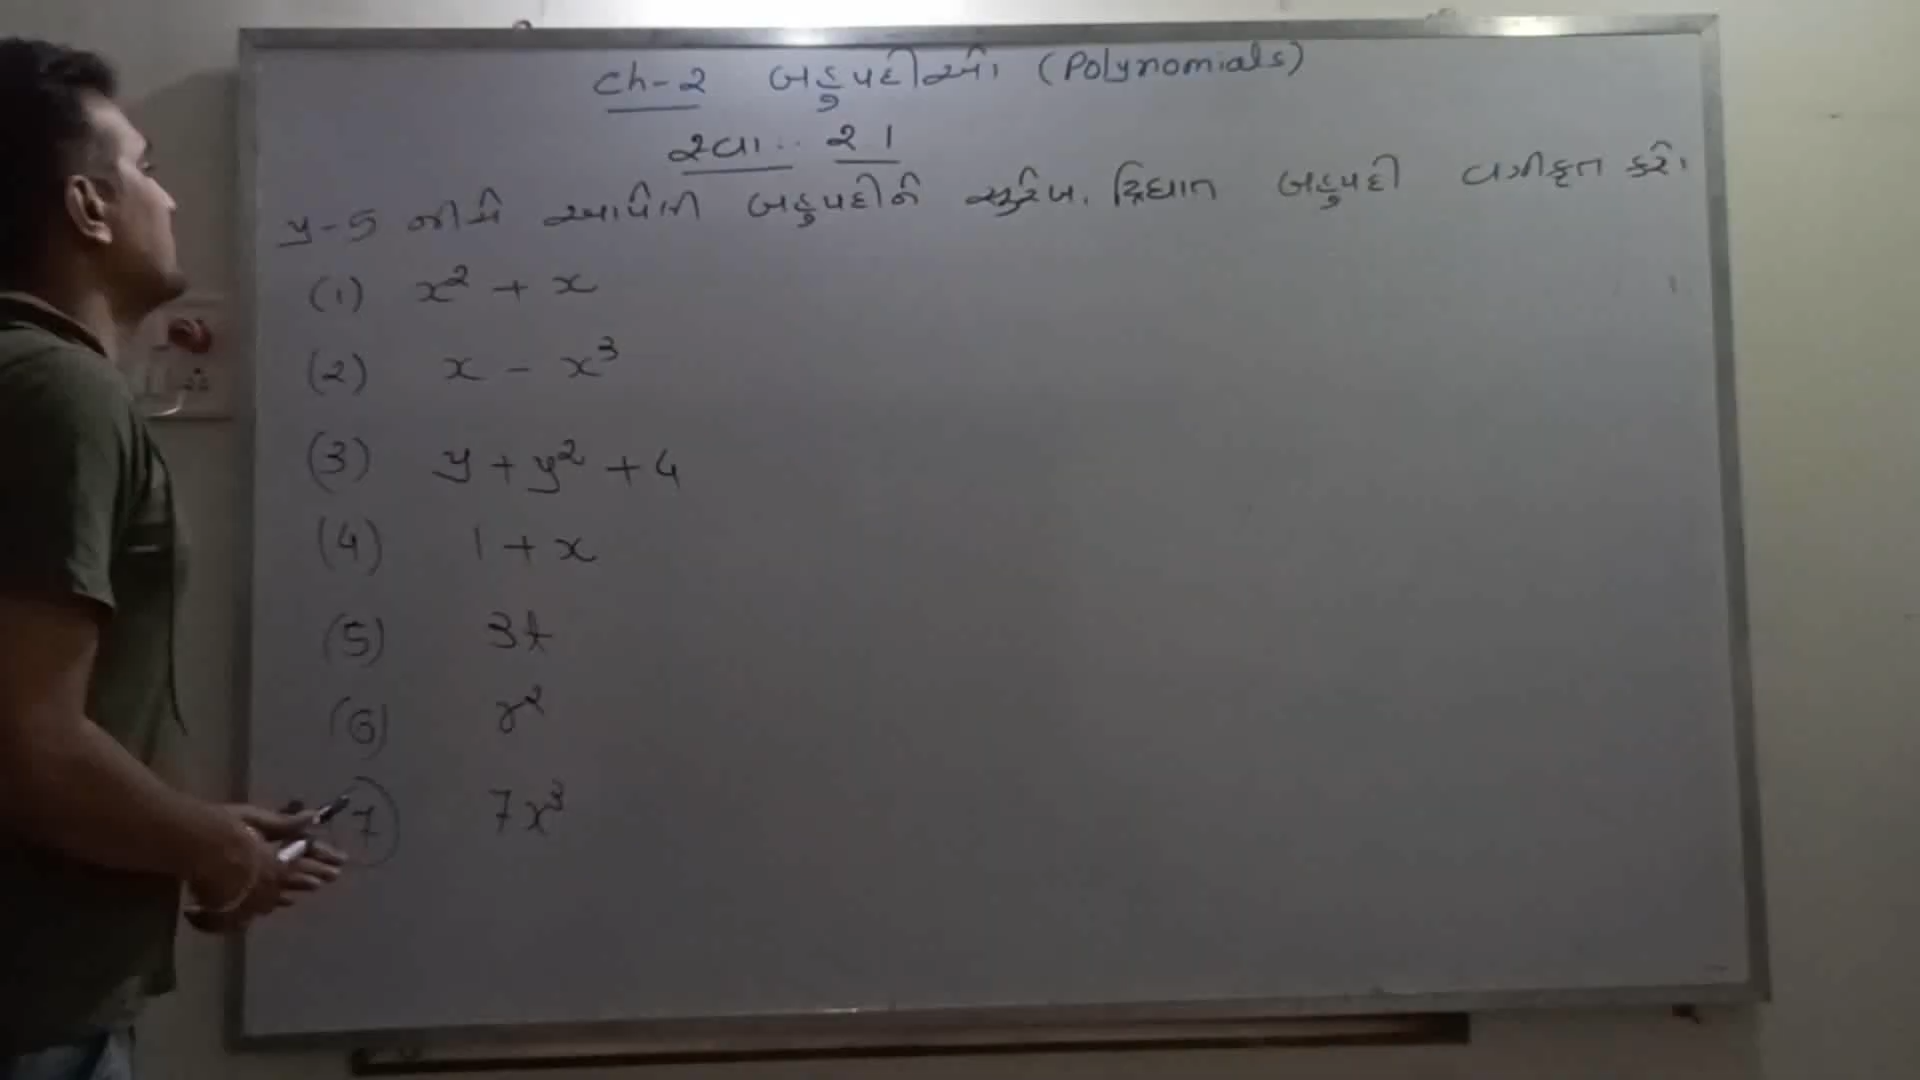 Ch-2 બહુપદીઓ (Polynomials)
સ્વા.. 2.1
પ્ર-5 નીચે આપેલી બહુપદીને સુરેખ, દ્વિઘાત બહુપદી વર્ગીકૃત કરો
(1) x² + x
(2) x - x³
(3) y + y² + 4
(4) 1 + x
(5) 3t
(6) r²
(7) 7x³